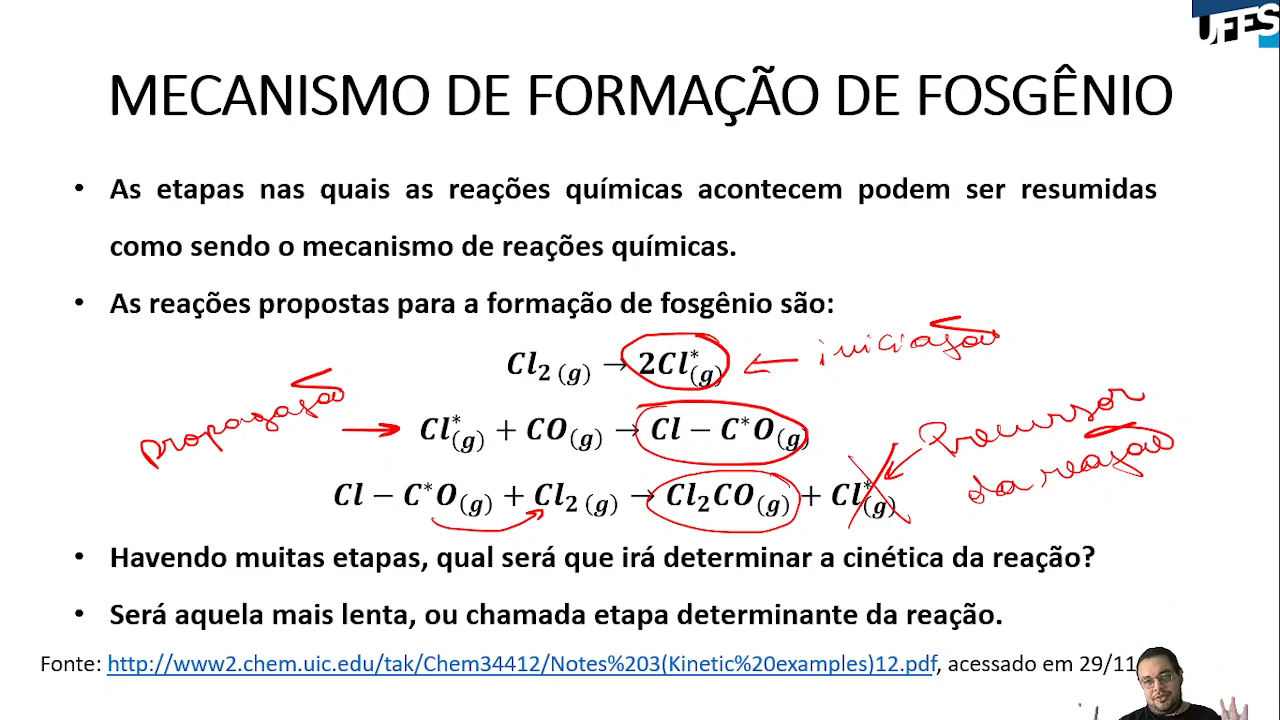 UFES
MECANISMO DE FORMAÇÃO DE FOSGÊNIO
• As etapas nas quais as reações químicas acontecem podem ser resumidas
como sendo o mecanismo de reações químicas.
• As reações propostas para a formação de fosgênio são:
Cl₂ (g) → 2Cl*(g) ← iniciação
propagação → Cl*(g) + CO(g) → Cl − C*O(g)
Precursor
da reação
Cl − C*O(g) + Cl₂ (g) → Cl₂CO(g) + Cl*(g)
• Havendo muitas etapas, qual será que irá determinar a cinética da reação?
• Será aquela mais lenta, ou chamada etapa determinante da reação.
Fonte: http://www2.chem.uic.edu/tak/Chem34412/Notes%203(Kinetic%20examples)12.pdf, acessado em 29/11